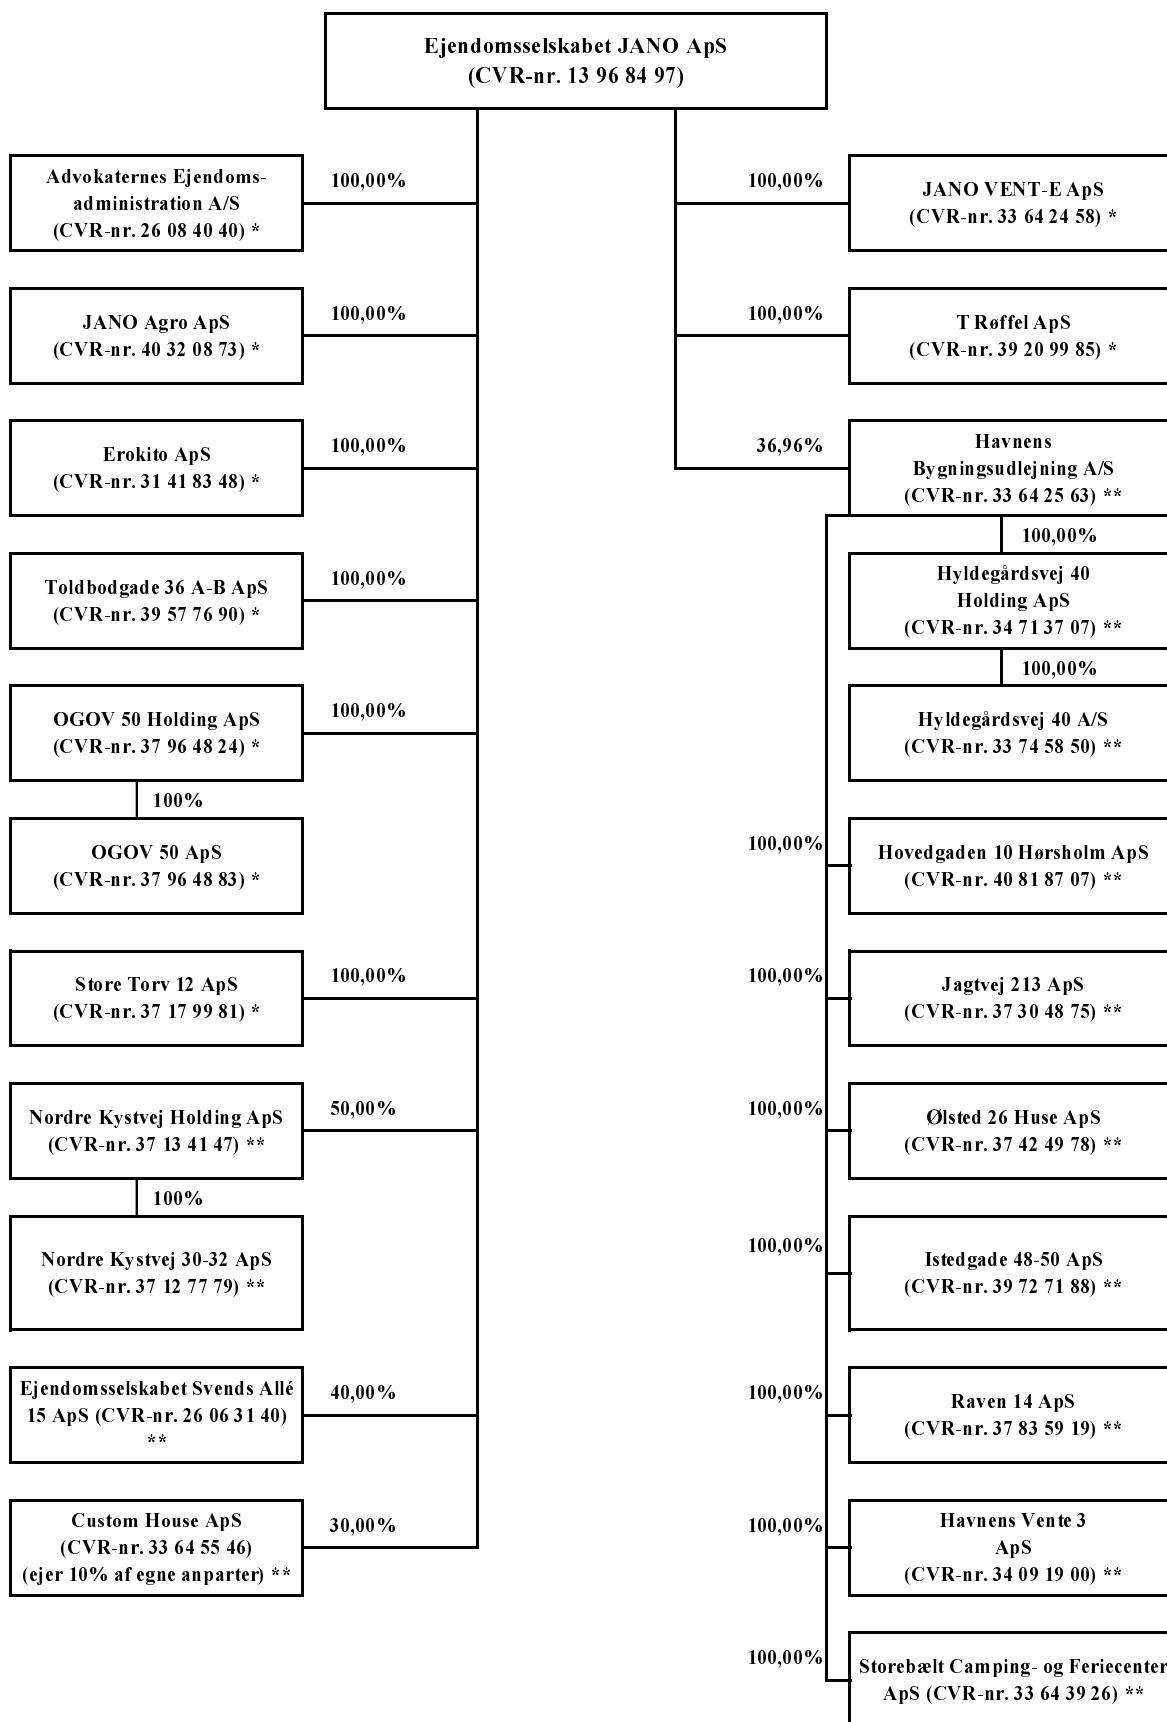 Ejendomsselskabet JANO ApS
(CVR-nr. 13 96 84 97)
Advokaternes Ejendoms-
administration A/S
(CVR-nr. 26 08 40 40) *
100,00%
JANO Agro ApS
(CVR-nr. 40 32 08 73) *
100,00%
Erokito ApS
(CVR-nr. 31 41 83 48) *
100,00%
Toldbodgade 36 A-B ApS
(CVR-nr. 39 57 76 90) *
100,00%
OGOV 50 Holding ApS
(CVR-nr. 37 96 48 24) *
100,00%
100%
OGOV 50 ApS
(CVR-nr. 37 96 48 83) *
Store Torv 12 ApS
(CVR-nr. 37 17 99 81) *
100,00%
Nordre Kystvej Holding ApS
(CVR-nr. 37 13 41 47) **
50,00%
100%
Nordre Kystvej 30-32 ApS
(CVR-nr. 37 12 77 79) **
Ejendomsselskabet Svends Allé
15 ApS (CVR-nr. 26 06 31 40)
**
40,00%
Custom House ApS
(CVR-nr. 33 64 55 46)
(ejer 10% af egne anparter) **
30,00%
100,00%
JANO VENT-E ApS
(CVR-nr. 33 64 24 58) *
100,00%
T Røffel ApS
(CVR-nr. 39 20 99 85) *
36,96%
Havnens
Bygningsudlejning A/S
(CVR-nr. 33 64 25 63) **
100,00%
Hyldegårdsvej 40
Holding ApS
(CVR-nr. 34 71 37 07) **
100,00%
Hyldegårdsvej 40 A/S
(CVR-nr. 33 74 58 50) **
100,00%
Hovedgaden 10 Hørsholm ApS
(CVR-nr. 40 81 87 07) **
100,00%
Jagtvej 213 ApS
(CVR-nr. 37 30 48 75) **
100,00%
Ølsted 26 Huse ApS
(CVR-nr. 37 42 49 78) **
100,00%
Istedgade 48-50 ApS
(CVR-nr. 39 72 71 88) **
100,00%
Raven 14 ApS
(CVR-nr. 37 83 59 19) **
100,00%
Havnens Vente 3
ApS
(CVR-nr. 34 09 19 00) **
100,00%
Storebælt Camping- og Feriecenter
ApS (CVR-nr. 33 64 39 26) **